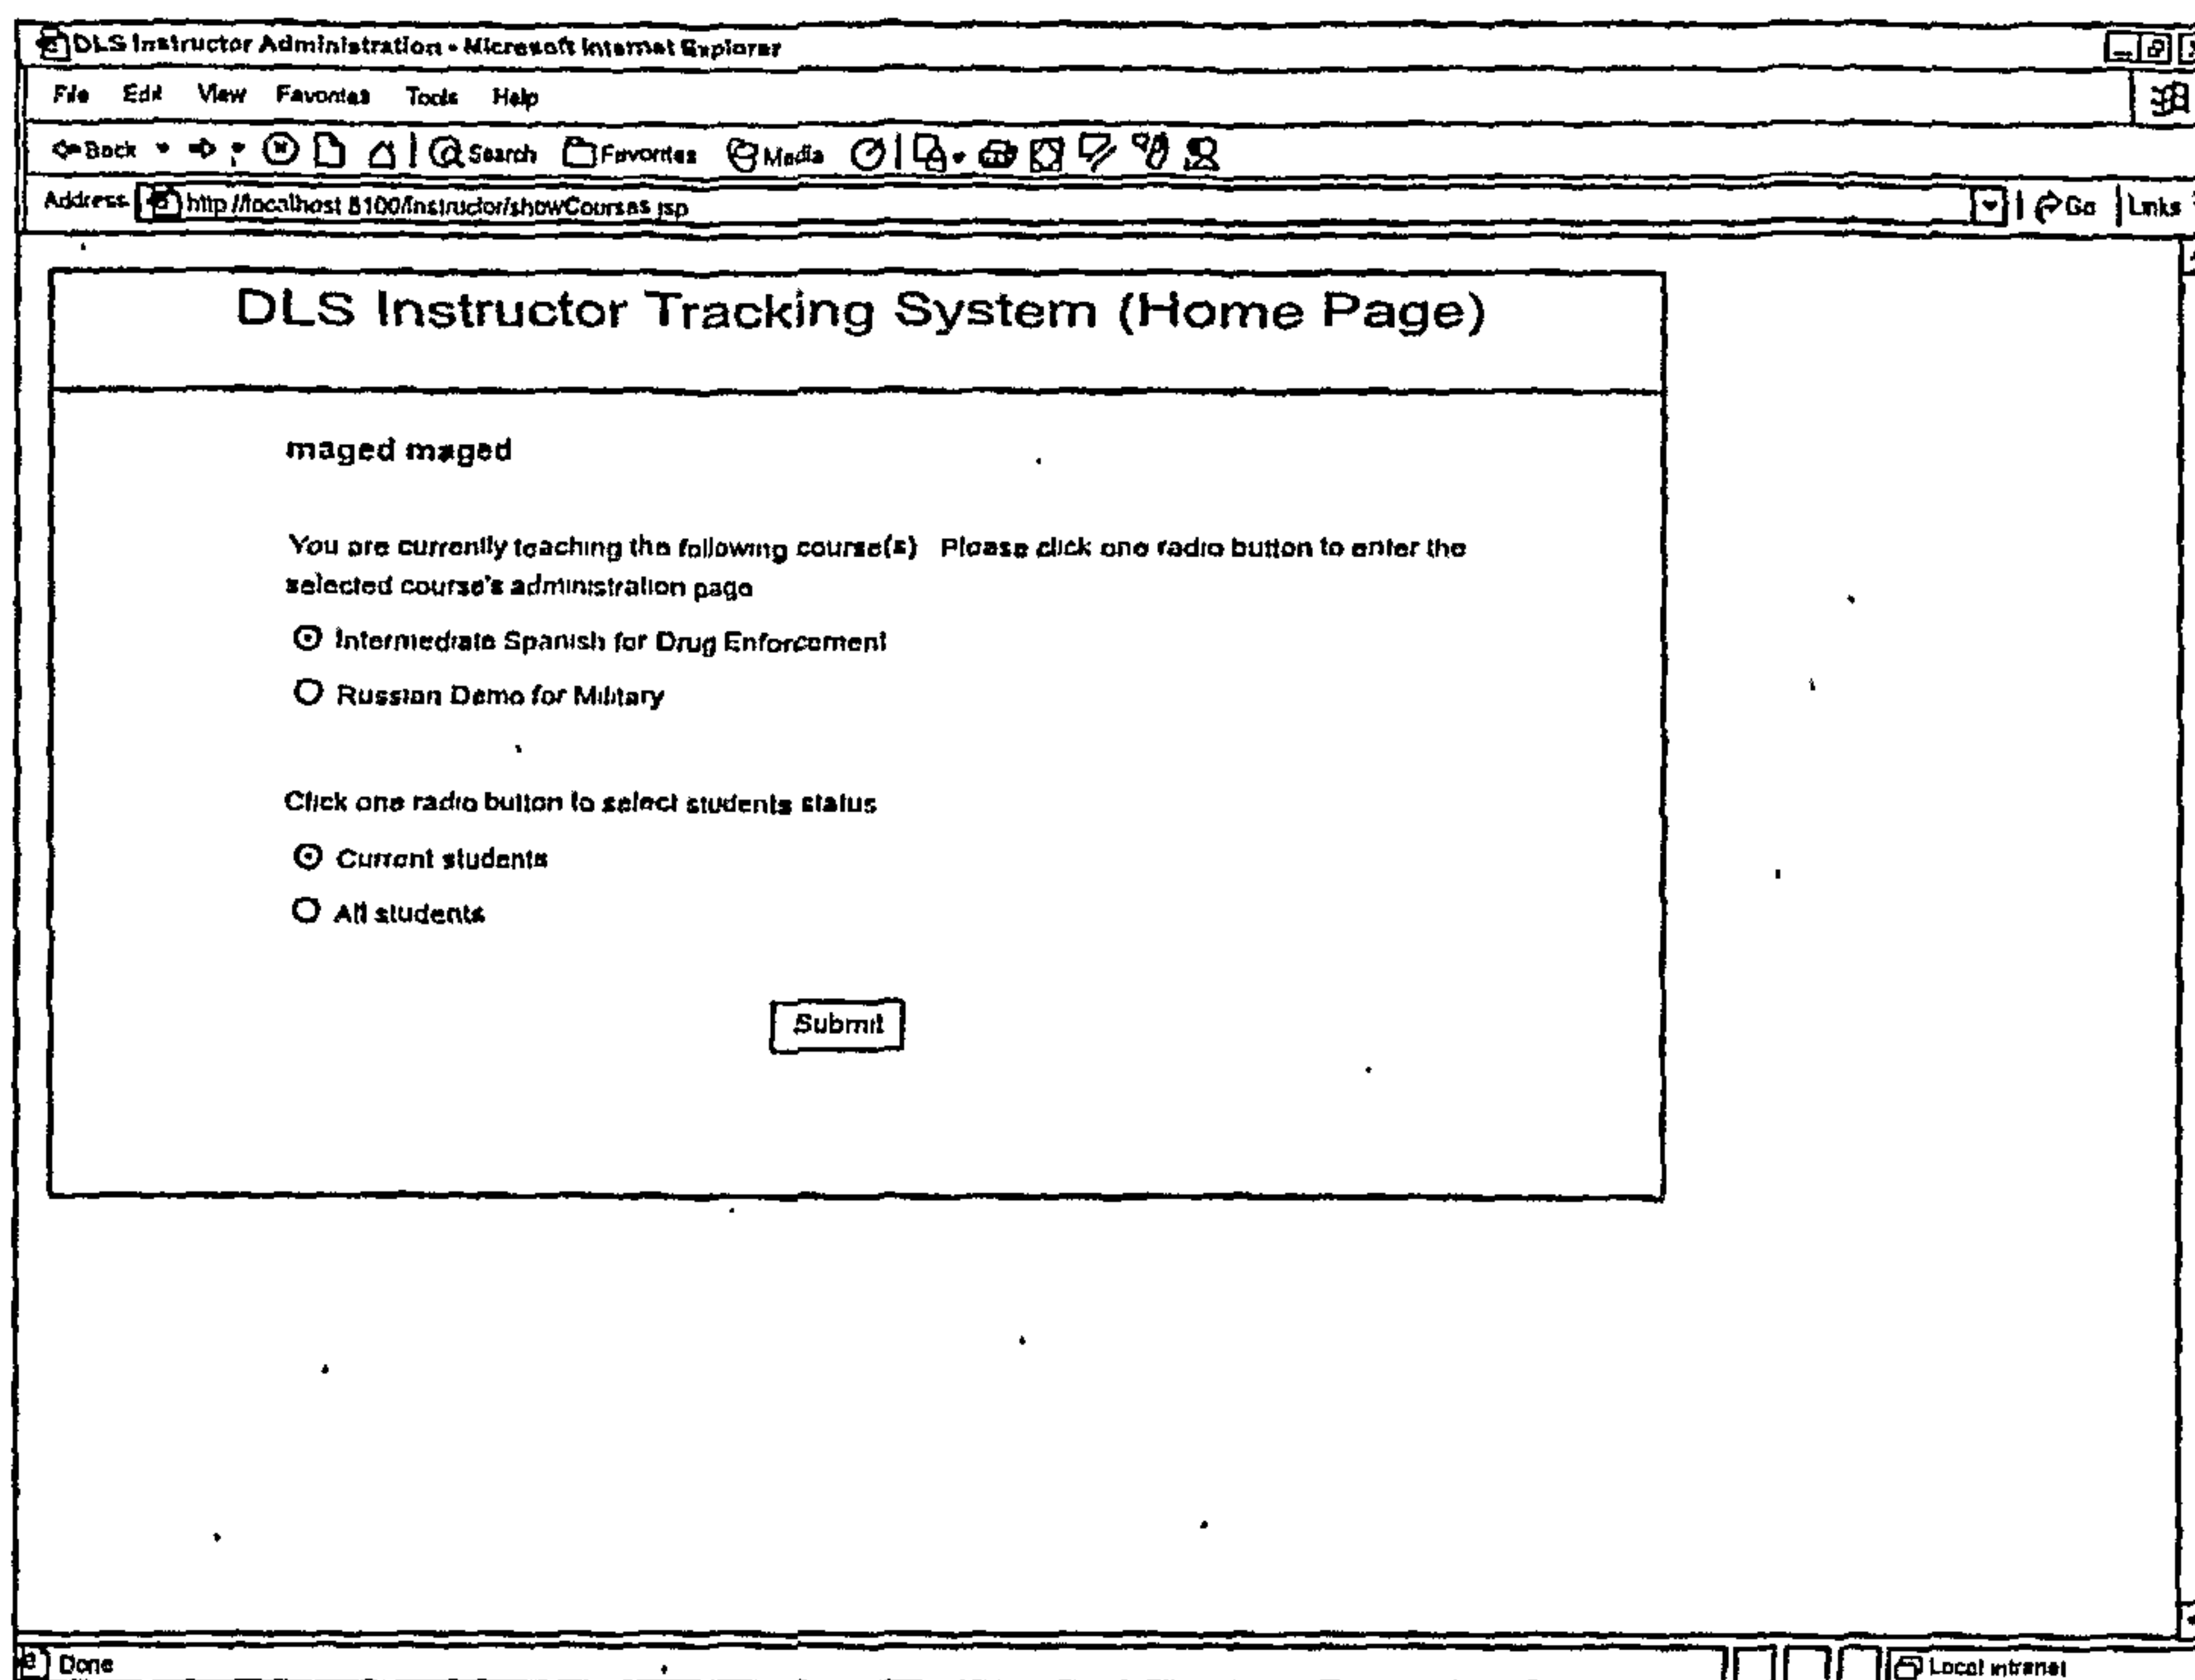 DLS Instructor Administration - Microsoft Internet Explorer
File Edit View Favorites Tools Help
Back Search Favorites Media
Address http //localhost 8100/Instructor/showCourses jsp Go Links
DLS Instructor Tracking System (Home Page)
maged maged
You are currently teaching the following course(s) Please click one radio button to enter the
selected course's administration page
Intermediate Spanish for Drug Enforcement
Russian Demo for Military
Click one radio button to select students status
Current students
All students
Submit
Done Local intranet